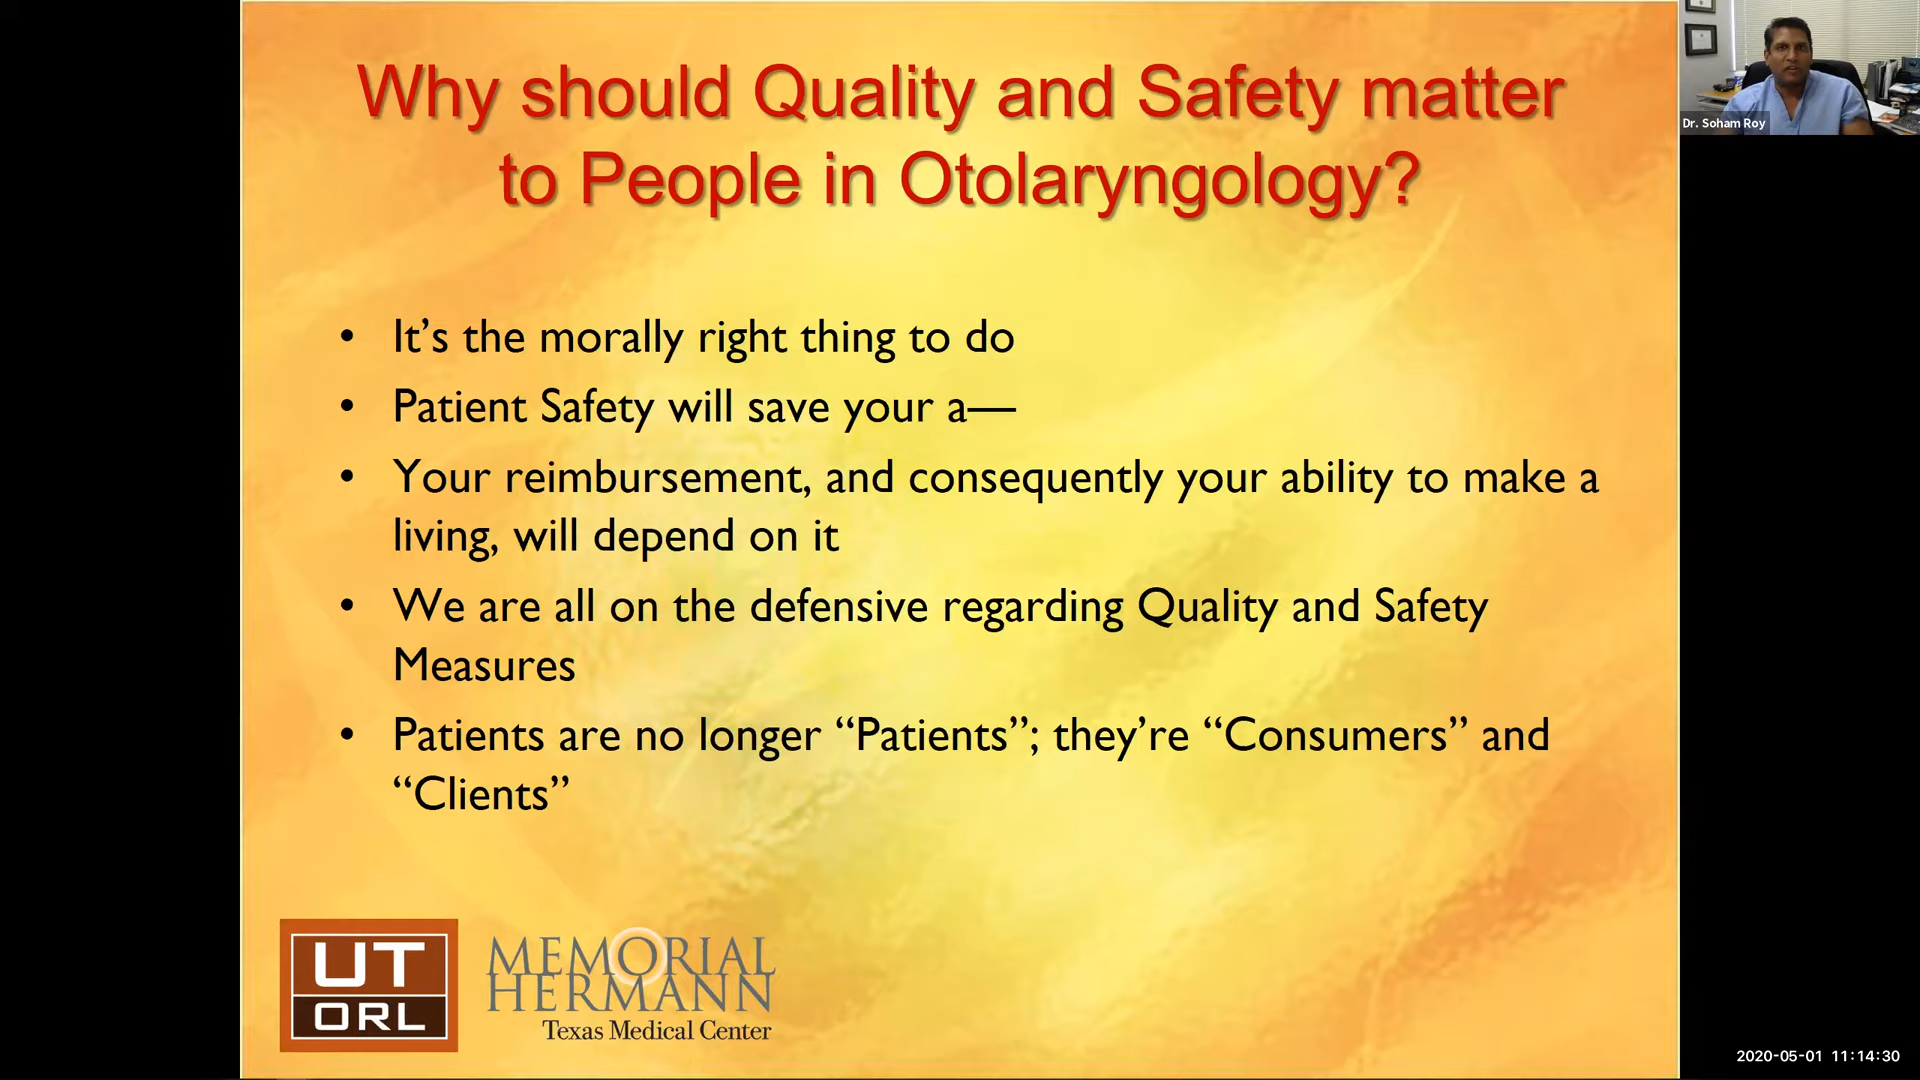 Why should Quality and Safety matter
to People in Otolaryngology?
• It’s the morally right thing to do
• Patient Safety will save your a—
• Your reimbursement, and consequently your ability to make a
living, will depend on it
• We are all on the defensive regarding Quality and Safety
Measures
• Patients are no longer “Patients”; they’re “Consumers” and
“Clients”
UT
ORL
MEMORIAL
HERMANN
Texas Medical Center
Dr. Soham Roy
2020-05-01 11:14:30